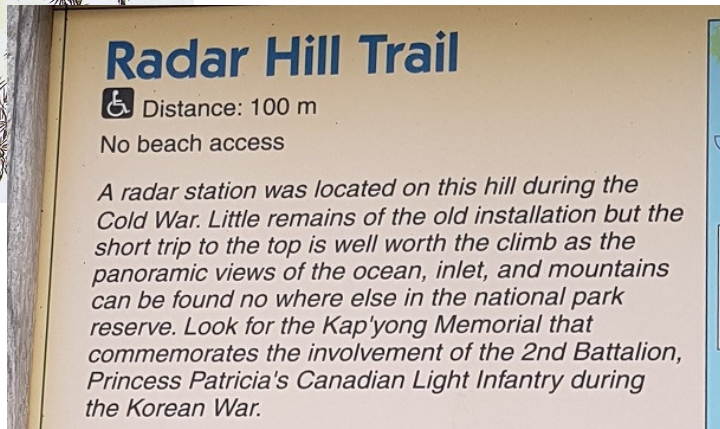 Radar Hill Trail
Distance: 100 m
No beach access
A radar station was located on this hill during the
Cold War. Little remains of the old installation but the
short trip to the top is well worth the climb as the
panoramic views of the ocean, inlet, and mountains
can be found no where else in the national park
reserve. Look for the Kap'yong Memorial that
commemorates the involvement of the 2nd Battalion,
Princess Patricia's Canadian Light Infantry during
the Korean War.